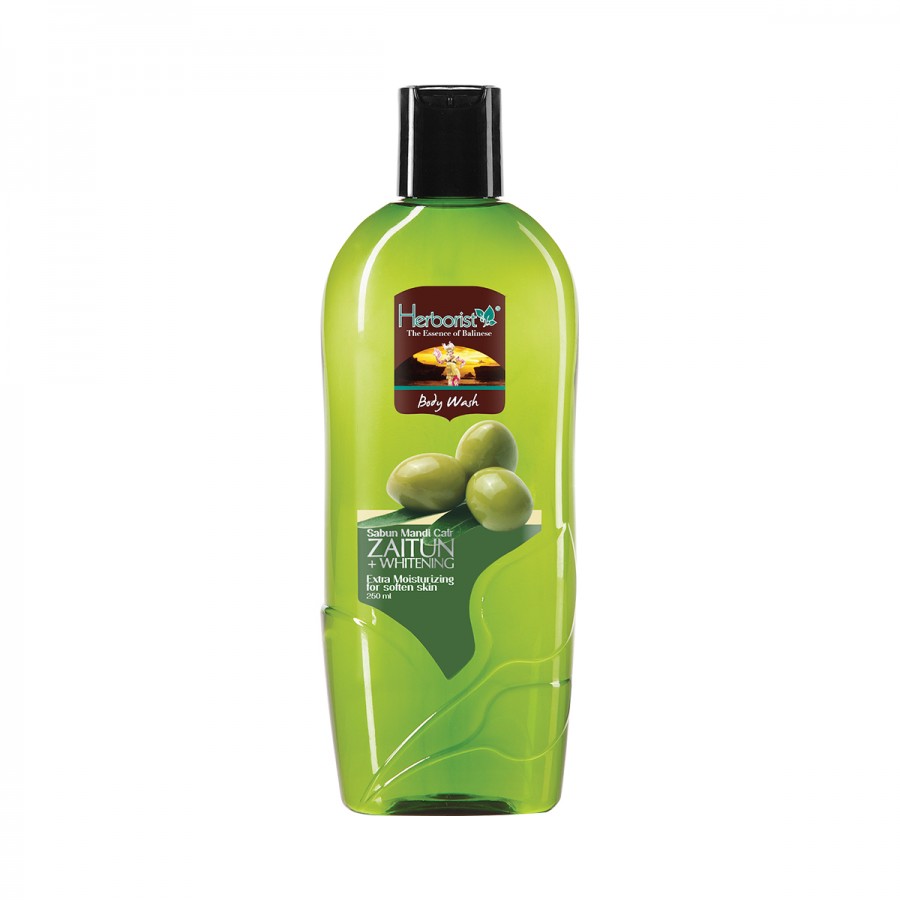 Herborist®
The Essence of Balinese
Body Wash
Sabun Mandi Cair
ZAITUN
+ WHITENING
Extra Moisturizing
for soften skin
250 ml